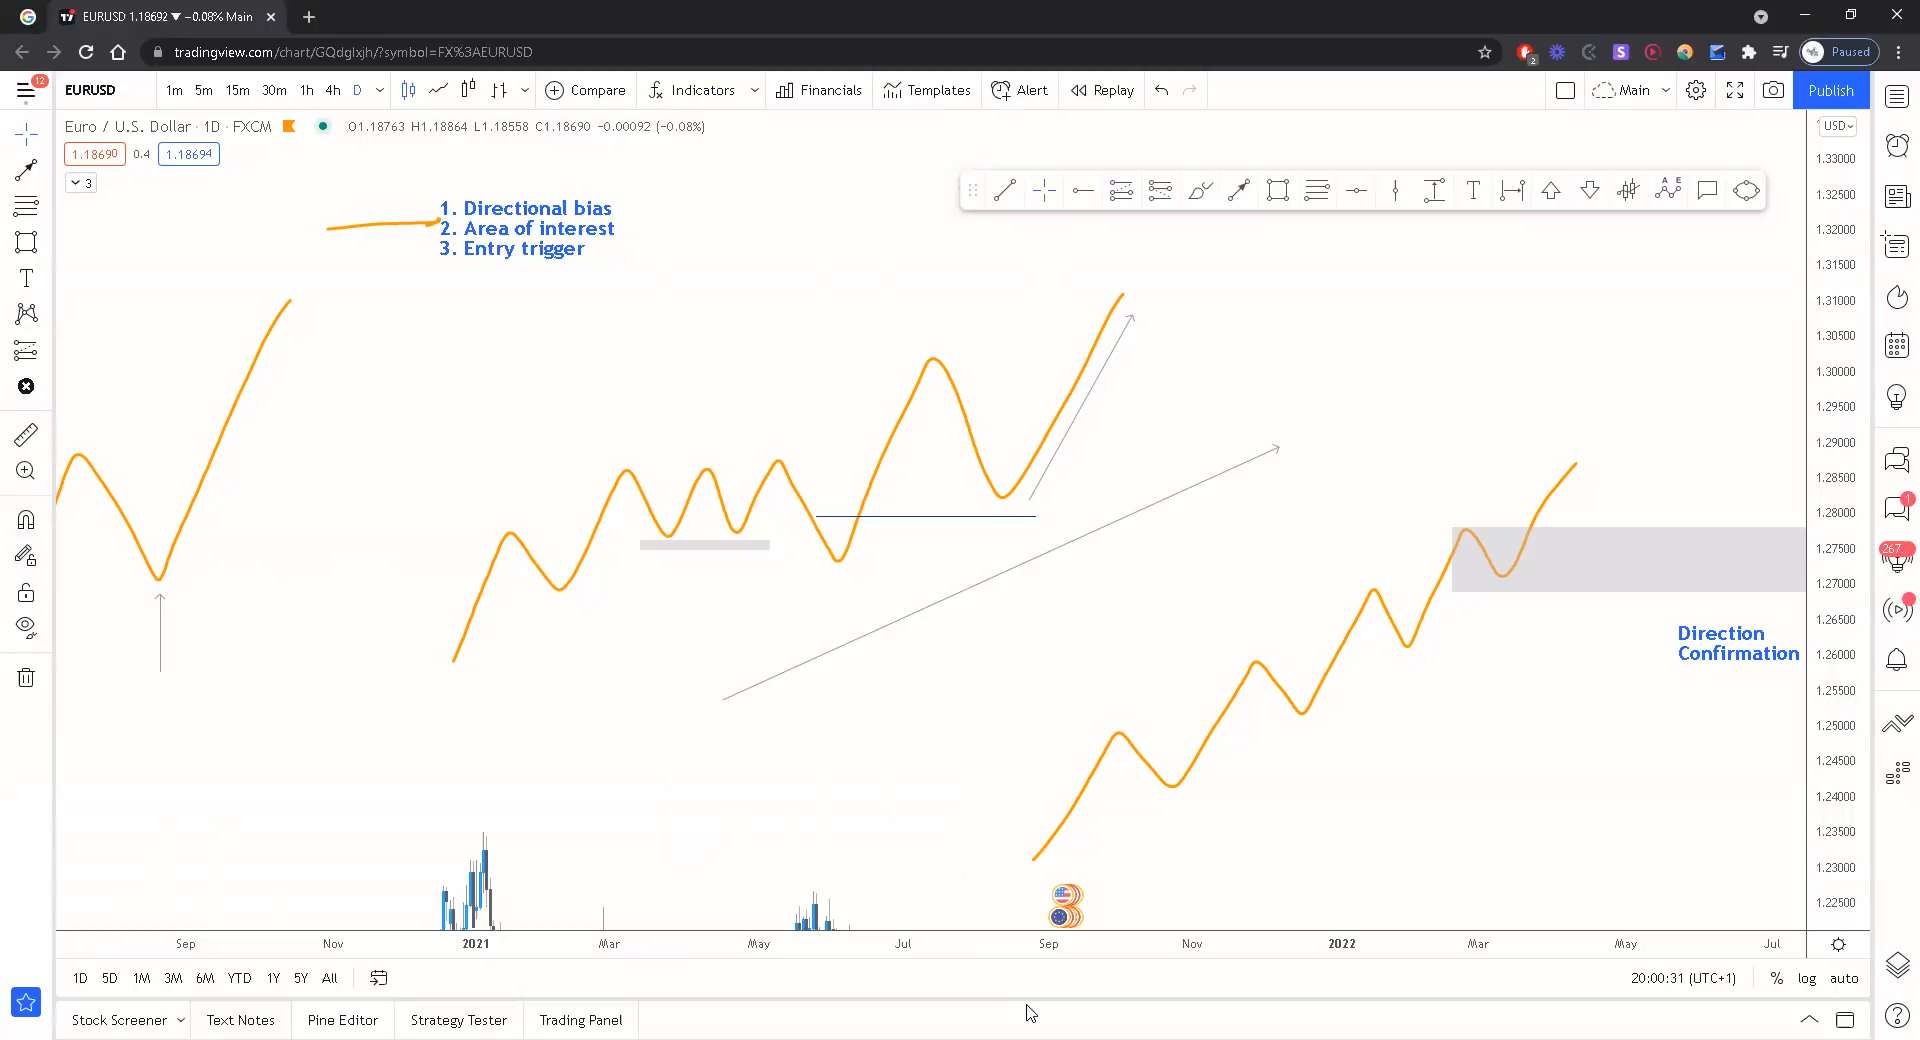 EURUSD 1.18692 ▼ −0.08% Main
tradingview.com/chart/GQdglxjh/?symbol=FX%3AEURUSD
2
Paused
12
EURUSD
1m 5m 15m 30m 1h 4h D
Compare
Indicators
Financials
Templates
Alert
Replay
Main
Publish
Euro / U.S. Dollar · 1D · FXCM
O1.18763 H1.18864 L1.18558 C1.18690 −0.00092 (−0.08%)
USD
1.18690 0.4 1.18694
3
1. Directional bias
2. Area of interest
3. Entry trigger
T
T
A E
1.33000
1.32500
1.32000
1.31500
1.31000
1.30500
1.30000
1.29500
1.29000
1.28500
1.28000
1.27500
1.27000
1.26500
1.26000
1.25500
1.25000
1.24500
1.24000
1.23500
1.23000
1.22500
1
267...
Direction
Confirmation
Sep Nov 2021 Mar May Jul Sep Nov 2022 Mar May Jul
1D 5D 1M 3M 6M YTD 1Y 5Y All
20:00:31 (UTC+1) % log auto
Stock Screener
Text Notes
Pine Editor
Strategy Tester
Trading Panel